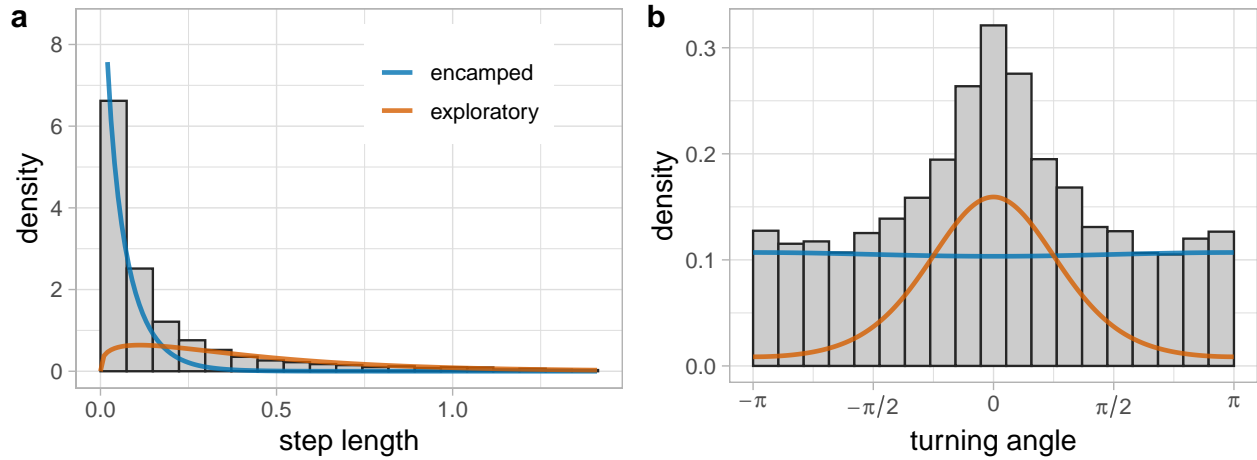 a
density
8
6
4
2
0
0.0
0.5
1.0
step length
encamped
exploratory
b
density
0.3
0.2
0.1
0.0
−π
−π/2
0
π/2
π
turning angle